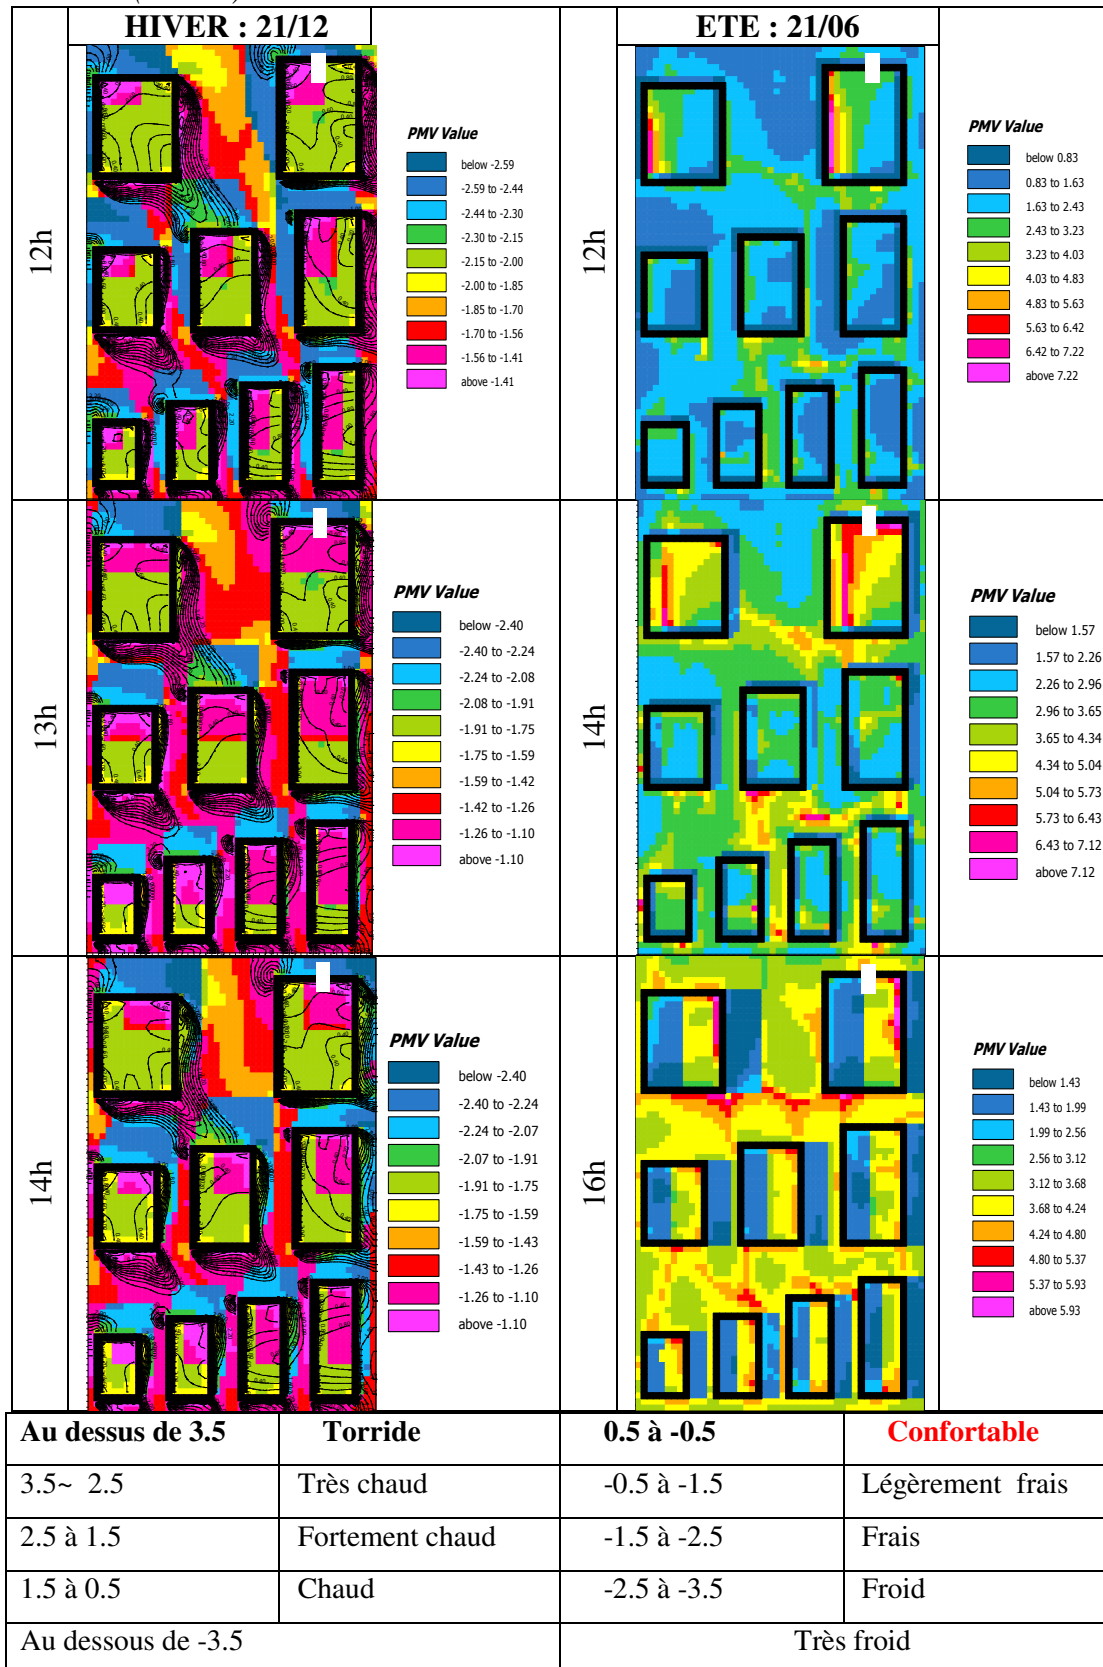 HIVER : 21/12
ETE : 21/06
12h
PMV Value
below -2.59
-2.59 to -2.44
-2.44 to -2.30
-2.30 to -2.15
-2.15 to -2.00
-2.00 to -1.85
-1.85 to -1.70
-1.70 to -1.56
-1.56 to -1.41
above -1.41
12h
PMV Value
below 0.83
0.83 to 1.63
1.63 to 2.43
2.43 to 3.23
3.23 to 4.03
4.03 to 4.83
4.83 to 5.63
5.63 to 6.42
6.42 to 7.22
above 7.22
13h
PMV Value
below -2.40
-2.40 to -2.24
-2.24 to -2.08
-2.08 to -1.91
-1.91 to -1.75
-1.75 to -1.59
-1.59 to -1.42
-1.42 to -1.26
-1.26 to -1.10
above -1.10
14h
PMV Value
below 1.57
1.57 to 2.26
2.26 to 2.96
2.96 to 3.65
3.65 to 4.34
4.34 to 5.04
5.04 to 5.73
5.73 to 6.43
6.43 to 7.12
above 7.12
14h
PMV Value
below -2.40
-2.40 to -2.24
-2.24 to -2.07
-2.07 to -1.91
-1.91 to -1.75
-1.75 to -1.59
-1.59 to -1.43
-1.43 to -1.26
-1.26 to -1.10
above -1.10
16h
PMV Value
below 1.43
1.43 to 1.99
1.99 to 2.56
2.56 to 3.12
3.12 to 3.68
3.68 to 4.24
4.24 to 4.80
4.80 to 5.37
5.37 to 5.93
above 5.93
Au dessus de 3.5 Torride 0.5 à -0.5 Confortable
3.5~ 2.5 Très chaud -0.5 à -1.5 Légèrement frais
2.5 à 1.5 Fortement chaud -1.5 à -2.5 Frais
1.5 à 0.5 Chaud -2.5 à -3.5 Froid
Au dessous de -3.5 Très froid